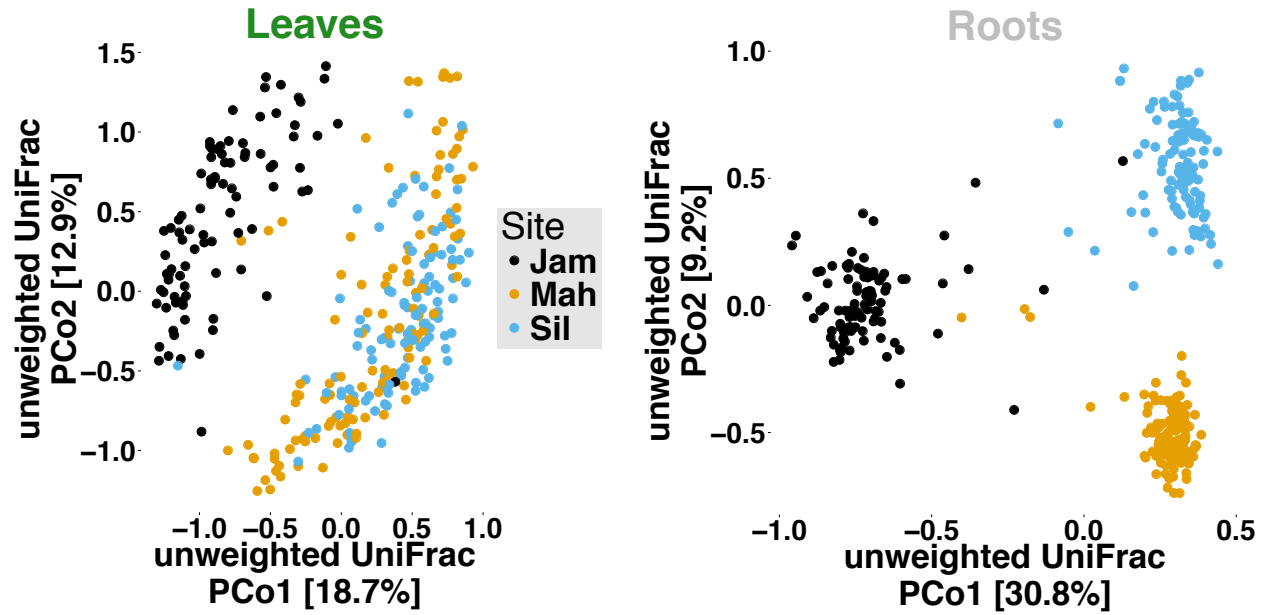 Leaves
1.5
1.0
0.5
0.0
−0.5
−1.0
unweighted UniFrac
PCo2 [12.9%]
−1.0 −0.5 0.0 0.5 1.0
unweighted UniFrac
PCo1 [18.7%]
Site
Jam
Mah
Sil
Roots
1.0
0.5
0.0
−0.5
unweighted UniFrac
PCo2 [9.2%]
−1.0 −0.5 0.0 0.5
unweighted UniFrac
PCo1 [30.8%]